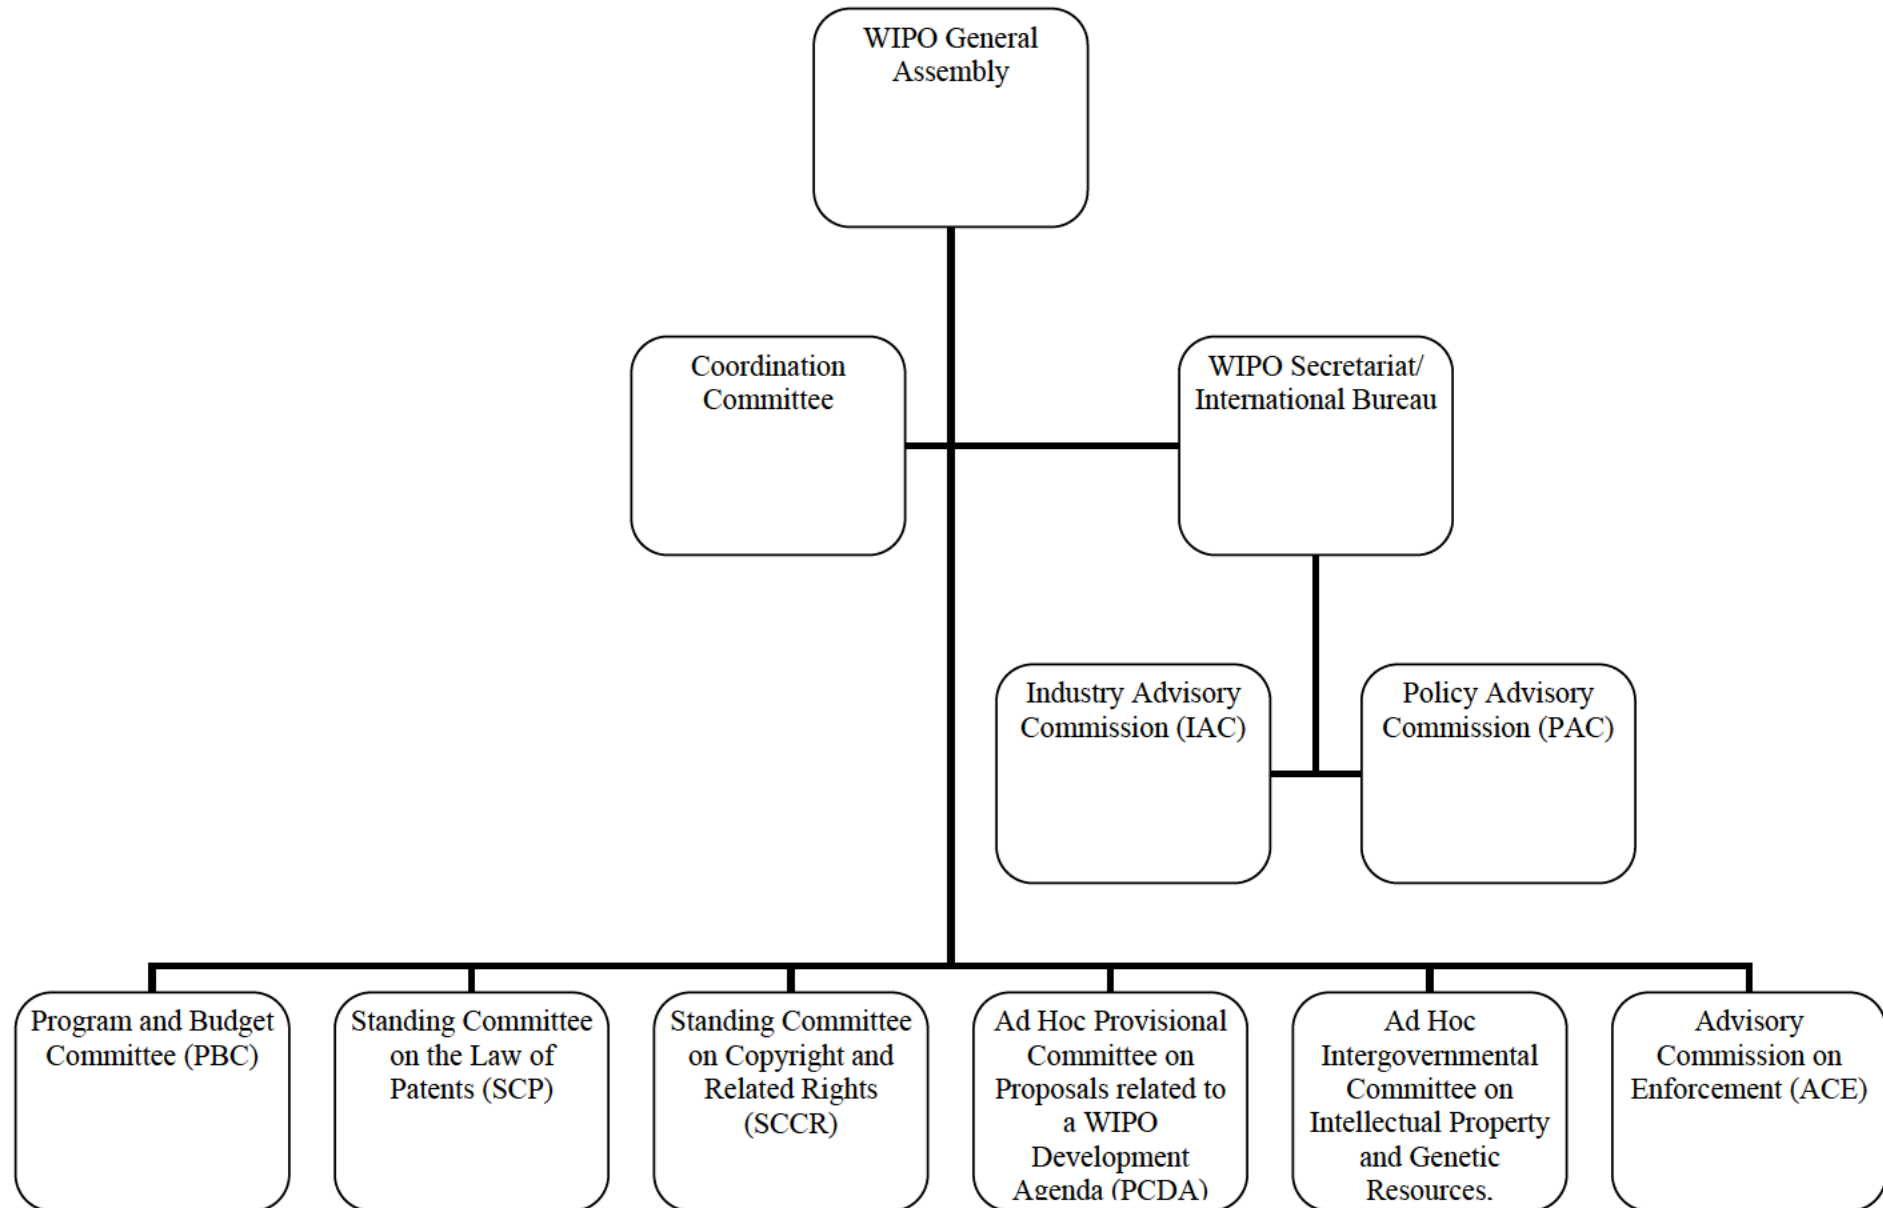 WIPO General
Assembly
Coordination
Committee
WIPO Secretariat/
International Bureau
Industry Advisory
Commission (IAC)
Policy Advisory
Commission (PAC)
Program and Budget
Committee (PBC)
Standing Committee
on the Law of
Patents (SCP)
Standing Committee
on Copyright and
Related Rights
(SCCR)
Ad Hoc Provisional
Committee on
Proposals related to
a WIPO
Development
Agenda (PCDA)
Ad Hoc
Intergovernmental
Committee on
Intellectual Property
and Genetic
Resources,
Advisory
Commission on
Enforcement (ACE)